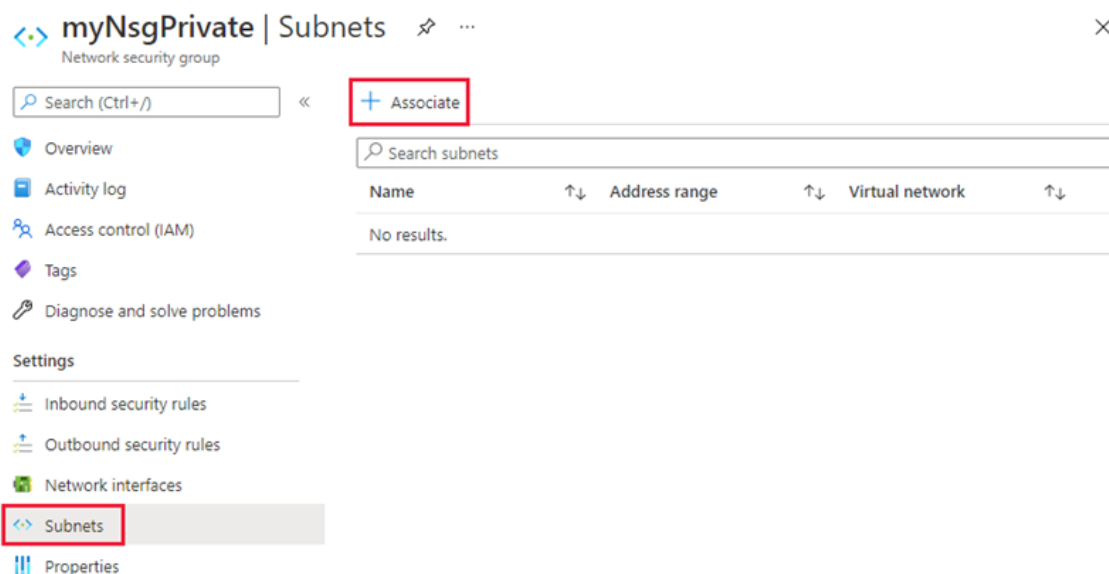 myNsgPrivate | Subnets
Network security group
Search (Ctrl+/)
Overview
Activity log
Access control (IAM)
Tags
Diagnose and solve problems
Settings
Inbound security rules
Outbound security rules
Network interfaces
Subnets
Properties
Associate
Search subnets
Name Address range Virtual network
No results.